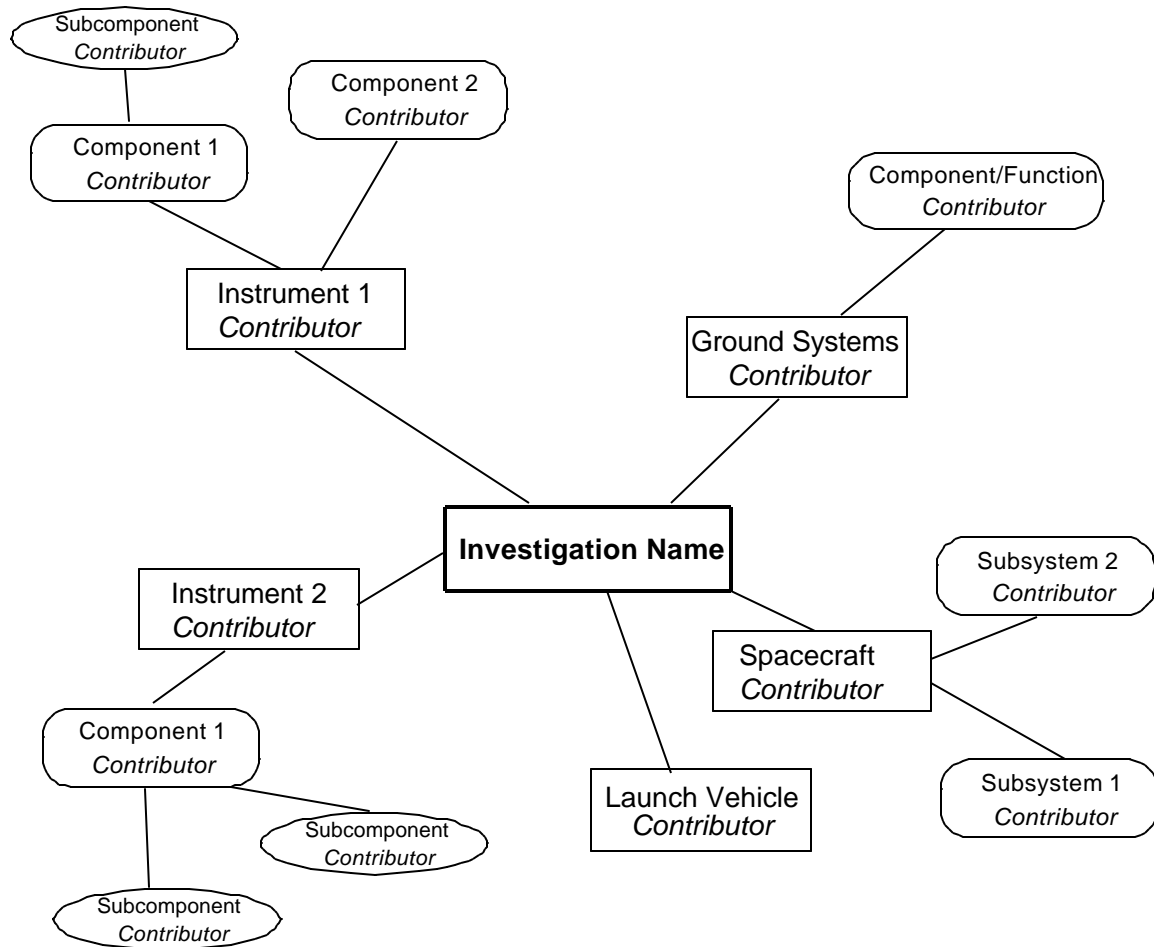 Subcomponent
Contributor
Component 2
Contributor
Component 1
Contributor
Component/Function
Contributor
Instrument 1
Contributor
Ground Systems
Contributor
Investigation Name
Instrument 2
Contributor
Subsystem 2
Contributor
Spacecraft
Contributor
Component 1
Contributor
Launch Vehicle
Contributor
Subsystem 1
Contributor
Subcomponent
Contributor
Subcomponent
Contributor